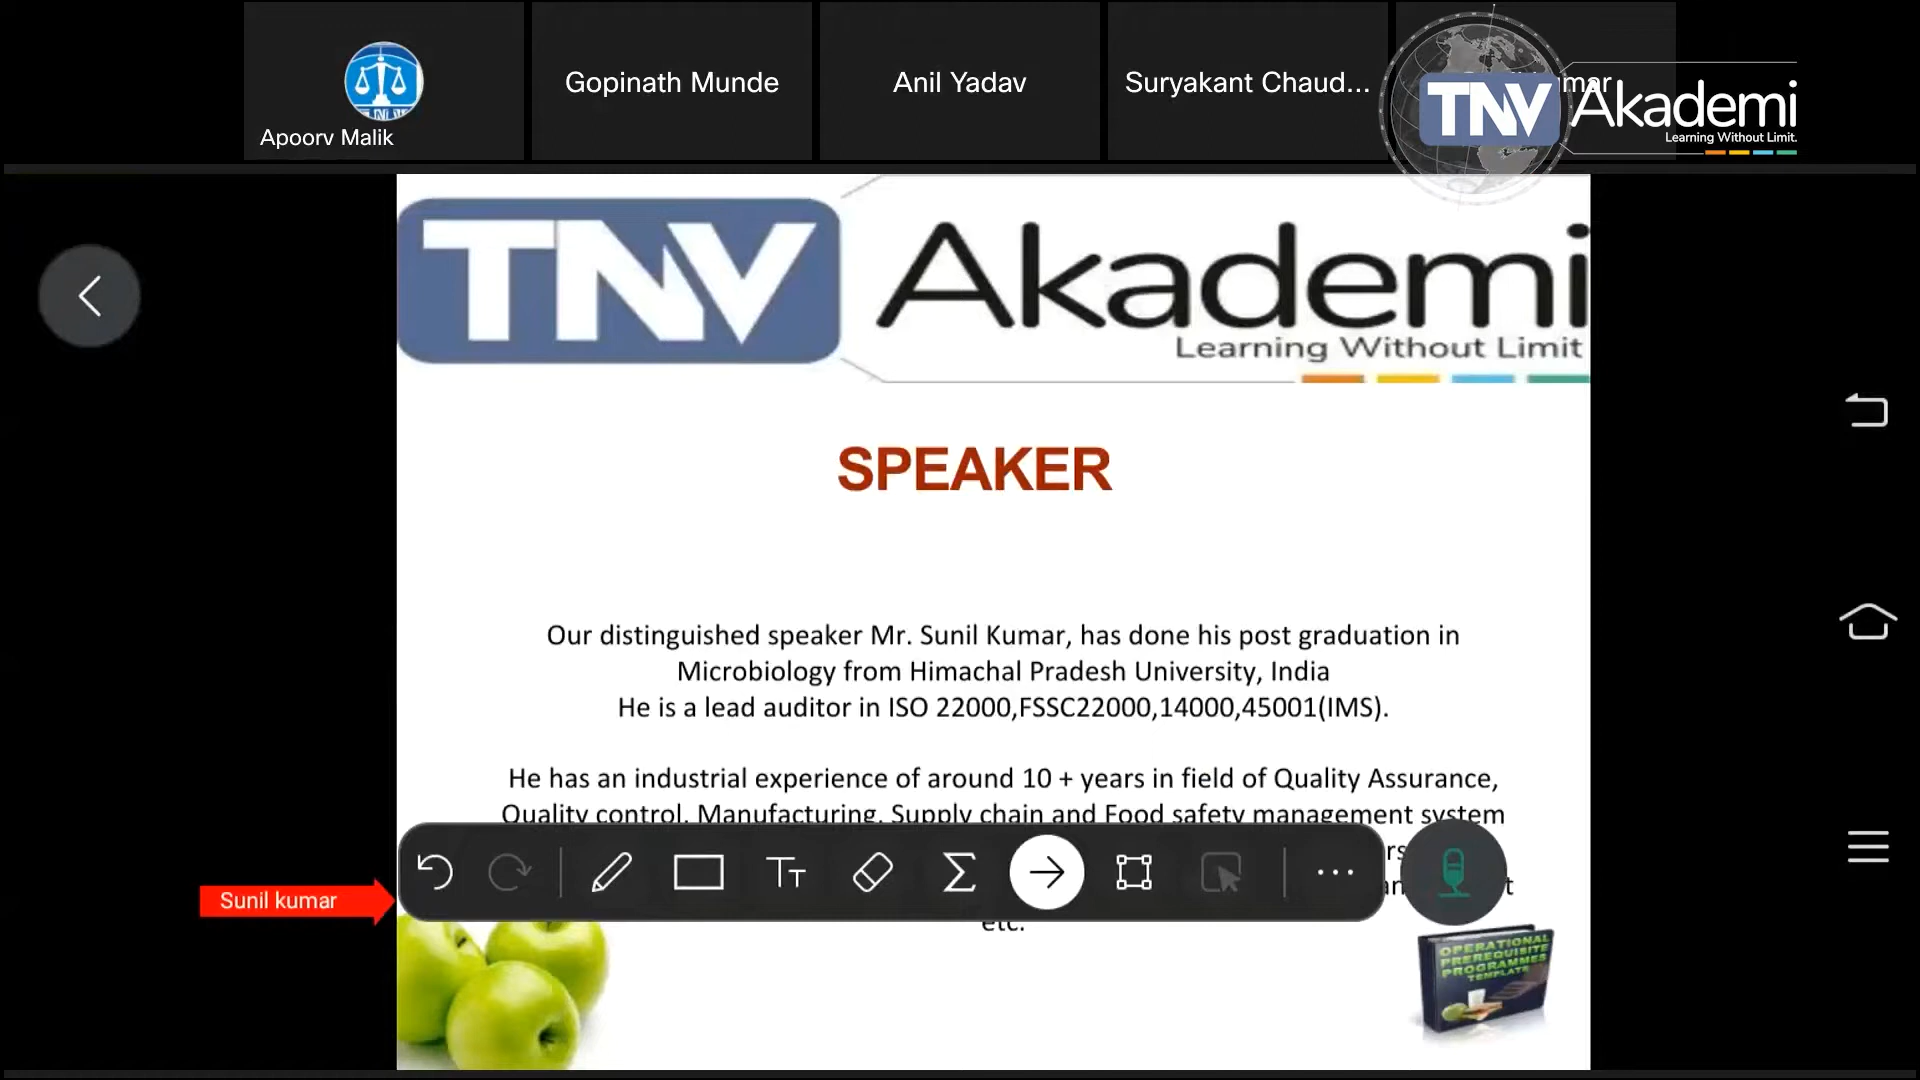 Apoorv Malik
Gopinath Munde
Anil Yadav
Suryakant Chaud...
mar
TNV Akademi
Learning Without Limit.
TNV Akademi
Learning Without Limit
SPEAKER
Our distinguished speaker Mr. Sunil Kumar, has done his post graduation in
Microbiology from Himachal Pradesh University, India
He is a lead auditor in ISO 22000,FSSC22000,14000,45001(IMS).
He has an industrial experience of around 10 + years in field of Quality Assurance,
Quality control, Manufacturing, Supply chain and Food safety management system
etc.
Tт
Sunil kumar
OPERATIONAL
PREREQUISITE
PROGRAMMES
TEMPLATE